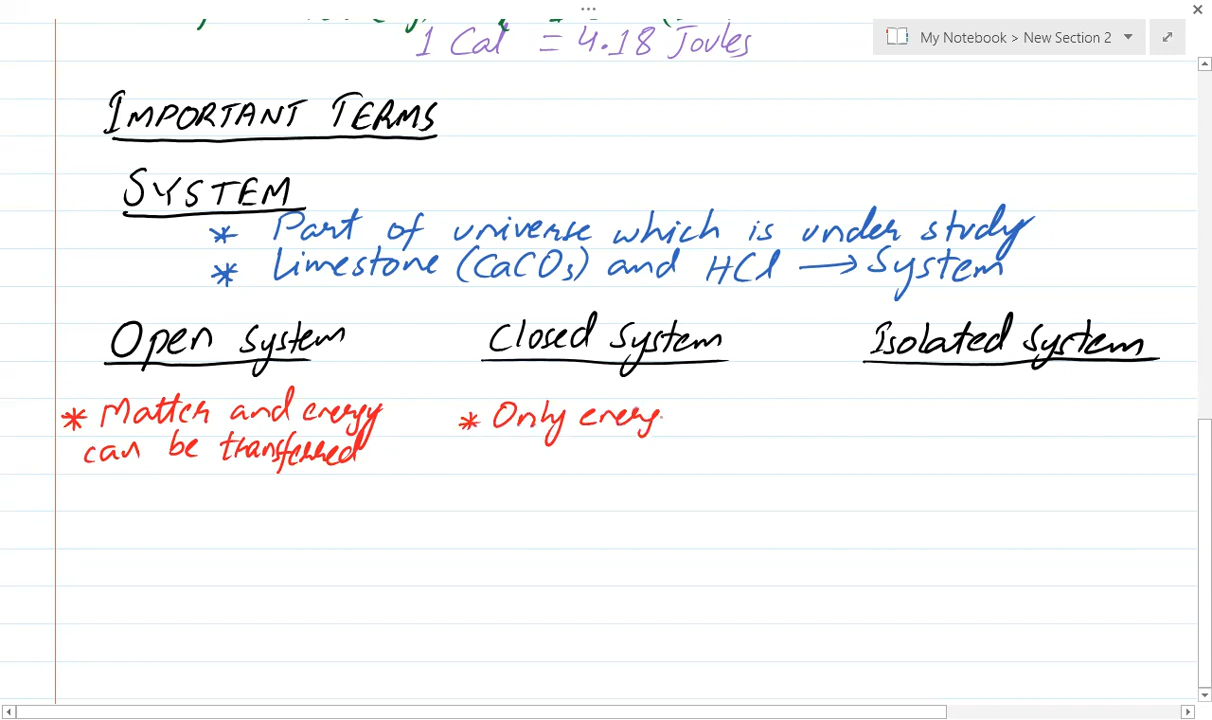 My Notebook > New Section 2
1 Cal = 4.18 Joules
IMPORTANT TERMS
SYSTEM
* Part of universe which is under study
* Limestone (CaCO3) and HCl → System
Open system Closed system Isolated system
* Matter and energy * Only energy
can be transferred